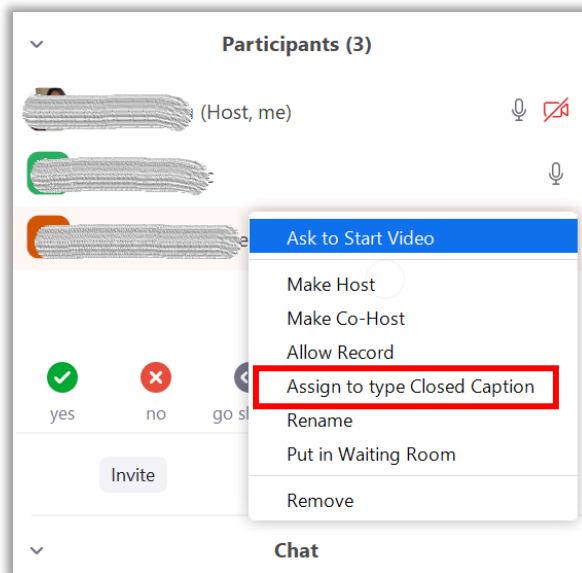 Participants (3)
(Host, me)
Ask to Start Video
Make Host
Make Co-Host
Allow Record
Assign to type Closed Caption
Rename
Put in Waiting Room
Remove
yes
no
go
Invite
Chat